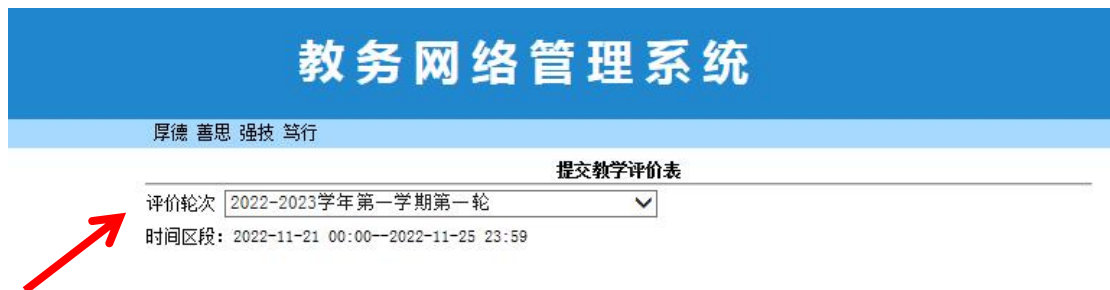 教务网络管理系统
厚德 善思 强技 笃行
提交教学评价表
评价轮次 2022-2023学年第一学期第一轮
时间区段：2022-11-21 00:00--2022-11-25 23:59